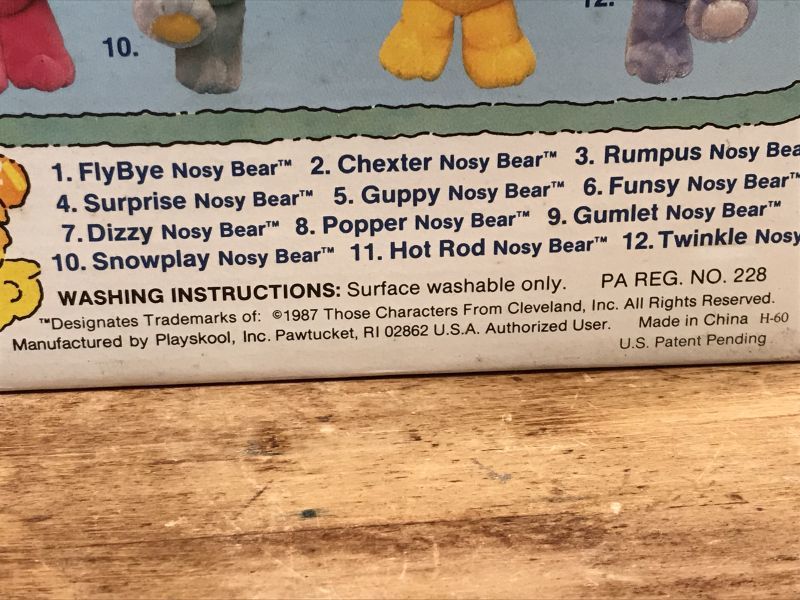 10.
12.
1. FlyBye Nosy Bear™ 2. Chexter Nosy Bear™ 3. Rumpus Nosy Bea
4. Surprise Nosy Bear™ 5. Guppy Nosy Bear™ 6. Funsy Nosy Bear™
7. Dizzy Nosy Bear™ 8. Popper Nosy Bear™ 9. Gumlet Nosy Bear™
10. Snowplay Nosy Bear™ 11. Hot Rod Nosy Bear™ 12. Twinkle Nosy
WASHING INSTRUCTIONS: Surface washable only. PA REG. NO. 228
™Designates Trademarks of: ©1987 Those Characters From Cleveland, Inc. All Rights Reserved.
Manufactured by Playskool, Inc. Pawtucket, RI 02862 U.S.A. Authorized User. Made in China H-60
U.S. Patent Pending